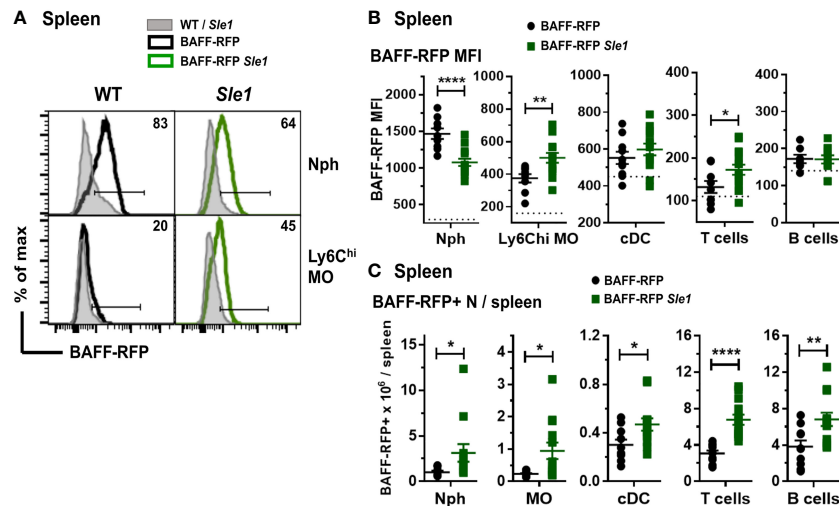 A Spleen
WT / Sle1
BAFF-RFP
BAFF-RFP Sle1
WT Sle1
83 64
Nph
20 45
Ly6Chi
MO
% of max
BAFF-RFP
B Spleen
BAFF-RFP
BAFF-RFP Sle1
BAFF-RFP MFI
BAFF-RFP MFI
**** ** *
2000 1000 1000 200 400
1500 800 800 150 300
1000 600 600 100 200
500 400 400 50 100
200 200 0 0
Nph Ly6Chi MO cDC T cells B cells
C Spleen
BAFF-RFP
BAFF-RFP Sle1
BAFF-RFP+ N / spleen
BAFF-RFP+ x 10⁶ / spleen
* * * **** **
15 4 1.2 16 16
10 3 0.9 12 12
5 2 0.6 8 8
1 0.3 4 4
0 0 0.0 0 0
Nph MO cDC T cells B cells